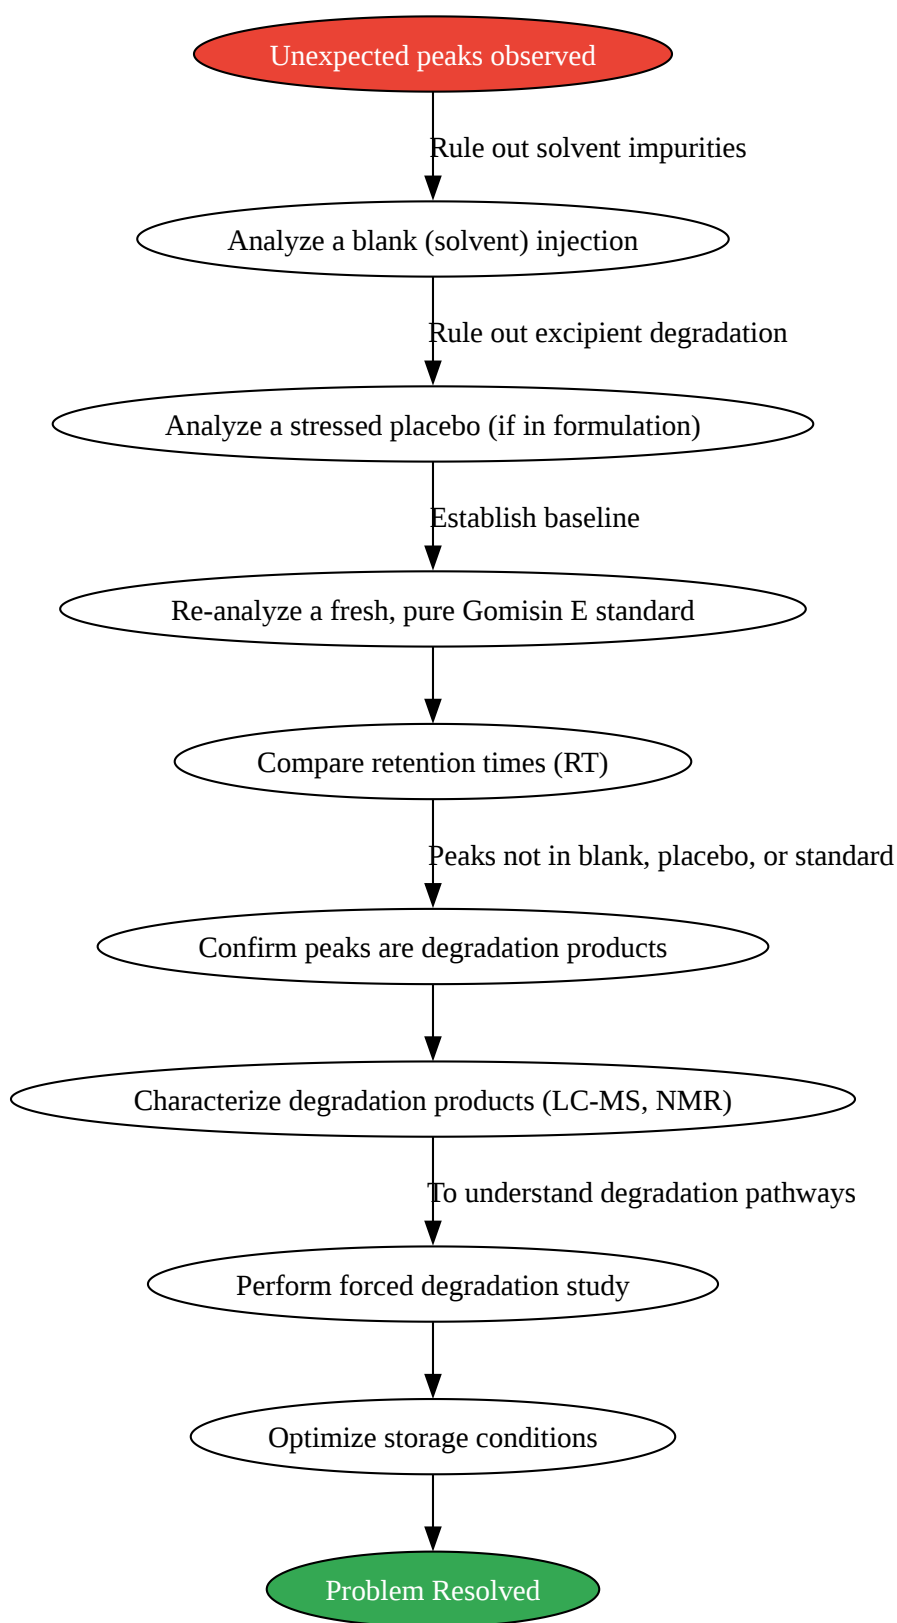 Unexpected peaks observed
Rule out solvent impurities
Analyze a blank (solvent) injection
Rule out excipient degradation
Analyze a stressed placebo (if in formulation)
Establish baseline
Re-analyze a fresh, pure Gomisin E standard
Compare retention times (RT)
Peaks not in blank, placebo, or standard
Confirm peaks are degradation products
Characterize degradation products (LC-MS, NMR)
To understand degradation pathways
Perform forced degradation study
Optimize storage conditions
Problem Resolved